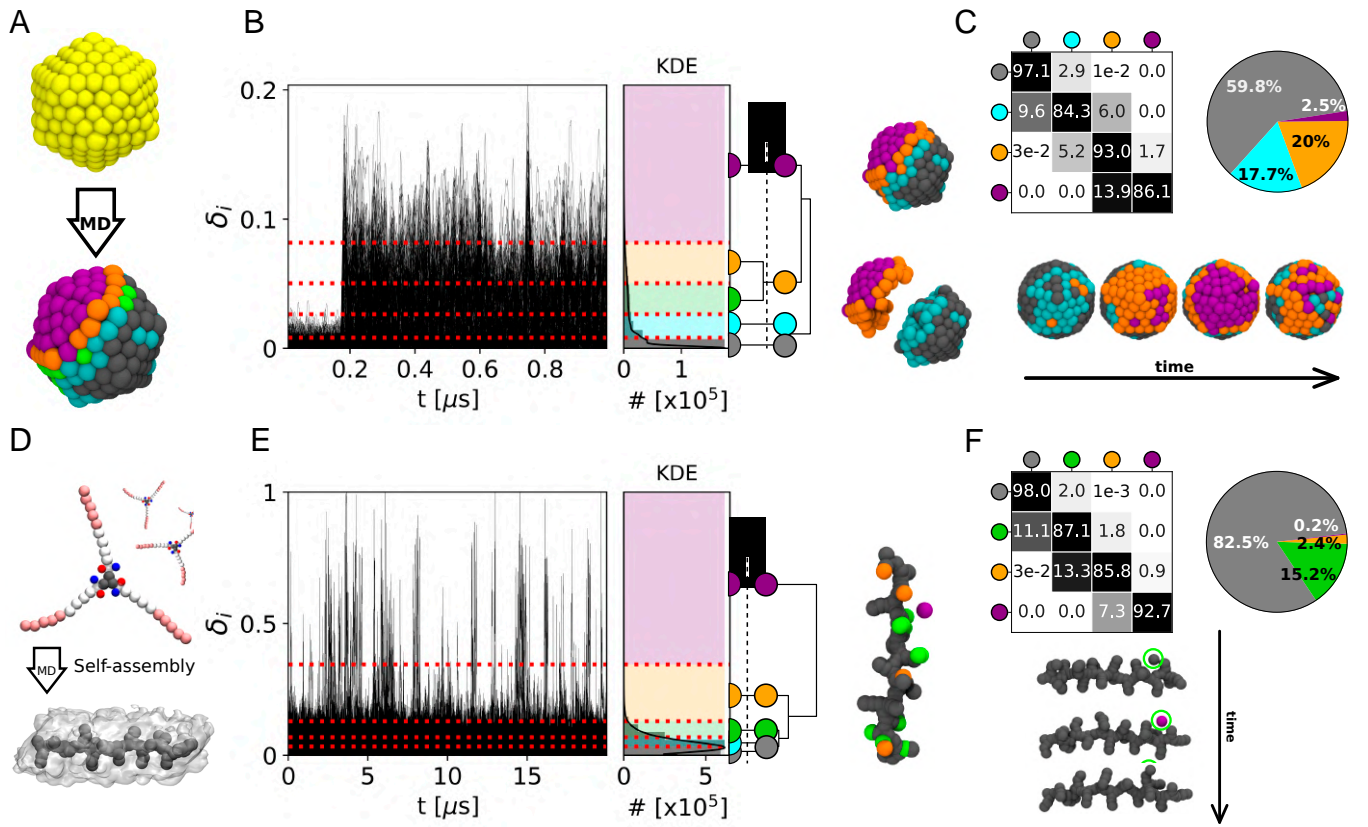 A
MD
B
KDE
δi
0.2
0.1
0
0.2 0.4 0.6 0.8
t [μs]
0 1
# [x10⁵]
C
97.1 2.9 1e-2 0.0
9.6 84.3 6.0 0.0
3e-2 5.2 93.0 1.7
0.0 0.0 13.9 86.1
59.8%
2.5%
20%
17.7%
time
D
MD Self-assembly
E
KDE
δi
1
0.5
0
0 5 10 15
t [μs]
0 5
# [x10⁵]
F
98.0 2.0 1e-3 0.0
11.1 87.1 1.8 0.0
3e-2 13.3 85.8 0.9
0.0 0.0 7.3 92.7
82.5%
0.2%
2.4%
15.2%
time